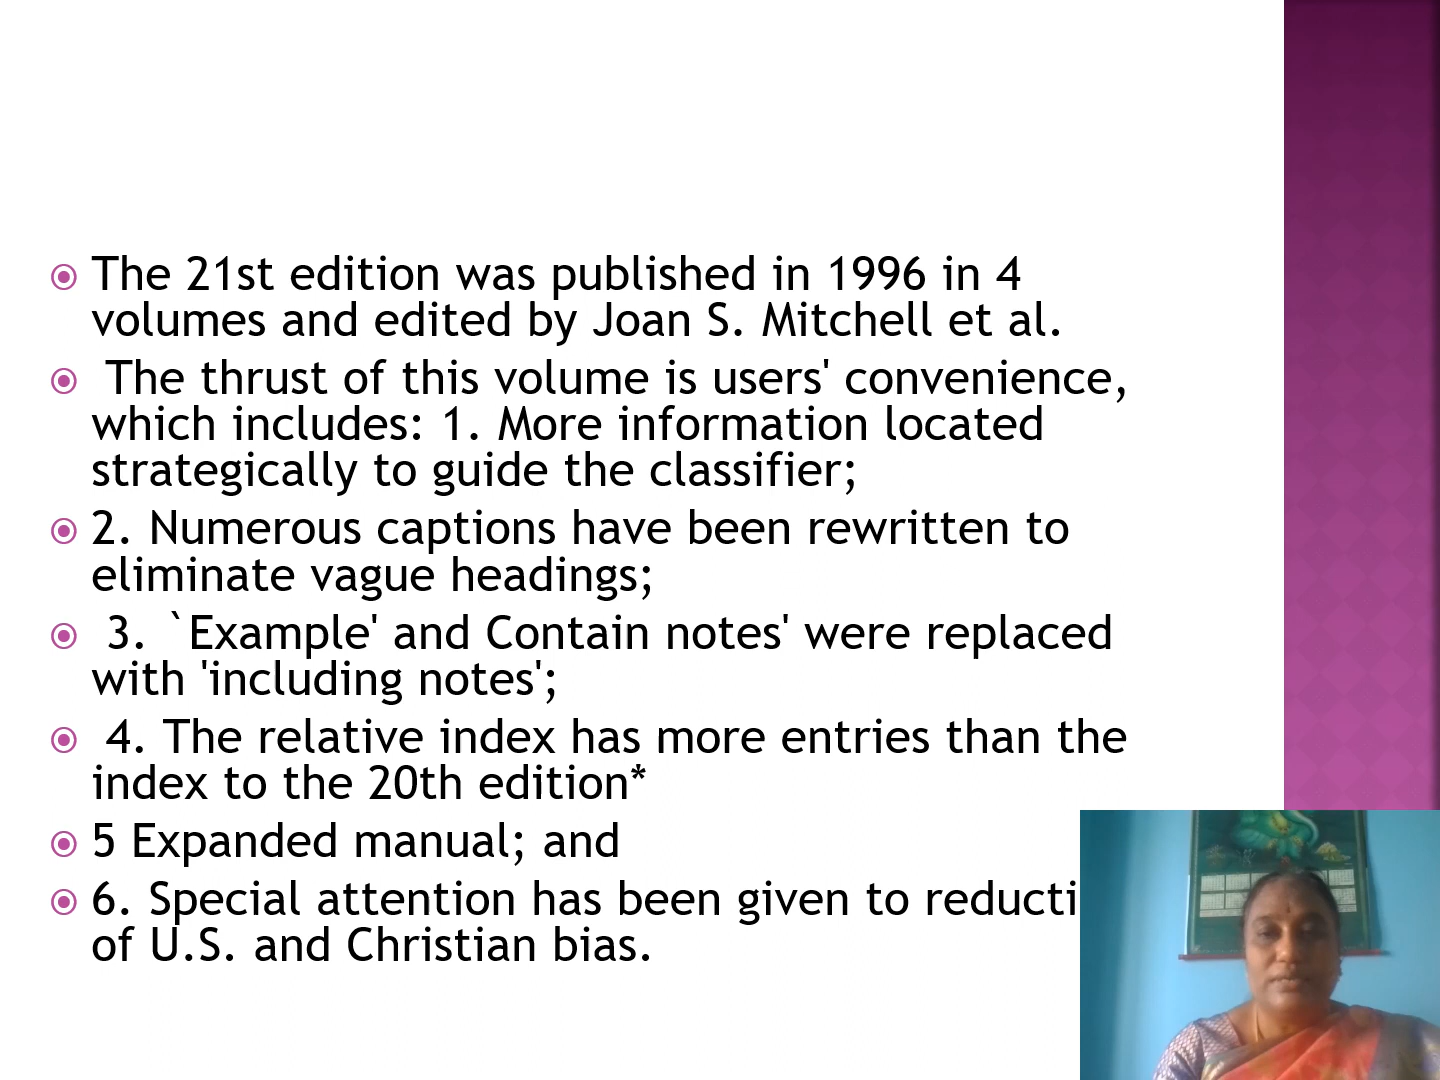 The 21st edition was published in 1996 in 4
volumes and edited by Joan S. Mitchell et al.
The thrust of this volume is users' convenience,
which includes: 1. More information located
strategically to guide the classifier;
2. Numerous captions have been rewritten to
eliminate vague headings;
3. `Example' and Contain notes' were replaced
with 'including notes';
4. The relative index has more entries than the
index to the 20th edition*
5 Expanded manual; and
6. Special attention has been given to reducti
of U.S. and Christian bias.